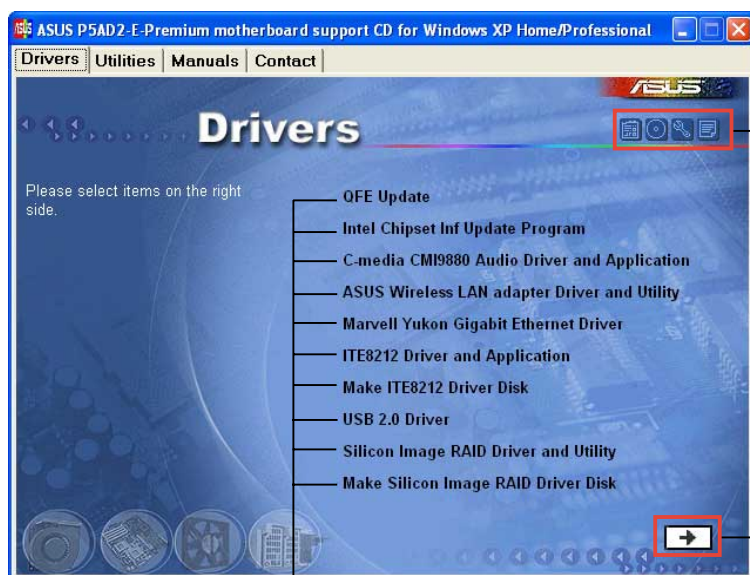 ASUS P5AD2-E-Premium motherboard support CD for Windows XP Home/Professional
Drivers Utilities Manuals Contact
ASUS
Drivers
Please select items on the right
side.
QFE Update
Intel Chipset Inf Update Program
C-media CMI9880 Audio Driver and Application
ASUS Wireless LAN adapter Driver and Utility
Marvell Yukon Gigabit Ethernet Driver
ITE8212 Driver and Application
Make ITE8212 Driver Disk
USB 2.0 Driver
Silicon Image RAID Driver and Utility
Make Silicon Image RAID Driver Disk